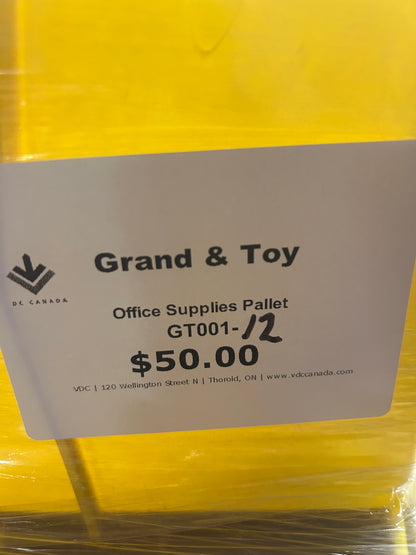 Grand & Toy
DC CANADA
Office Supplies Pallet
GT001-12
$50.00
VDC | 120 Wellington Street N | Thorold, ON | www.vdccanada.com